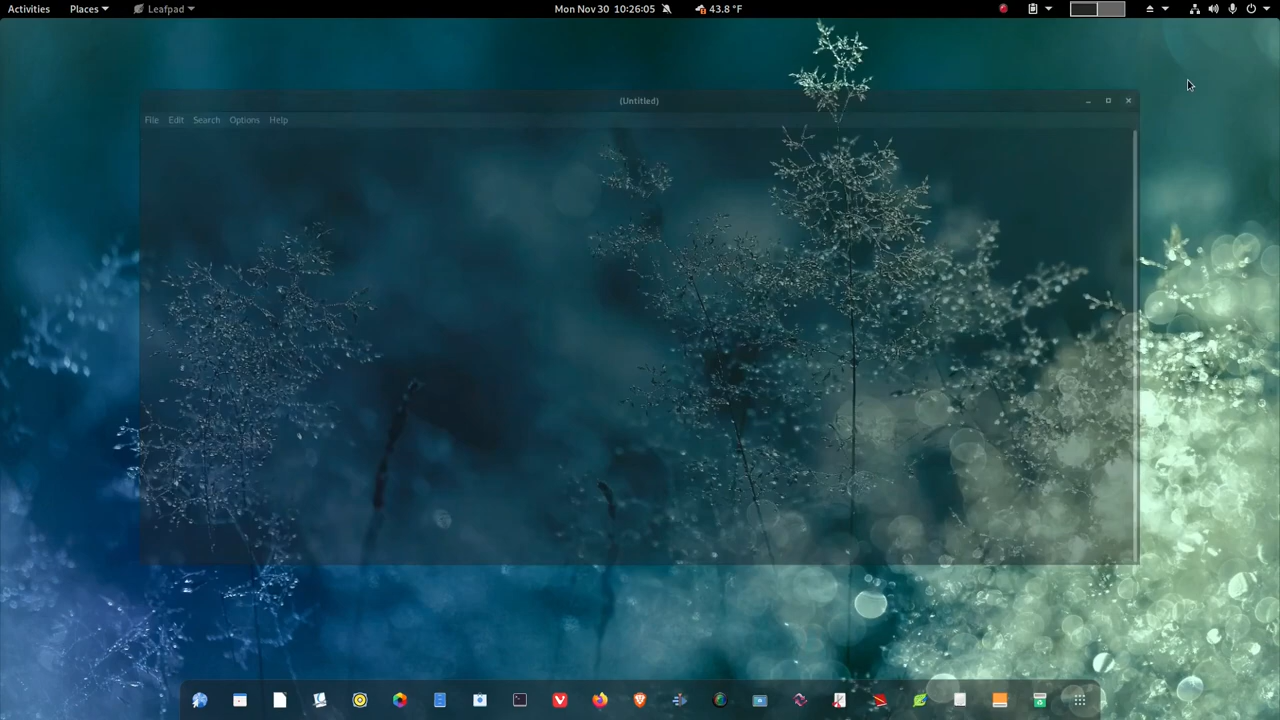 Activities Places Leafpad Mon Nov 30 10:26:05 43.8 °F
(Untitled)
File Edit Search Options Help